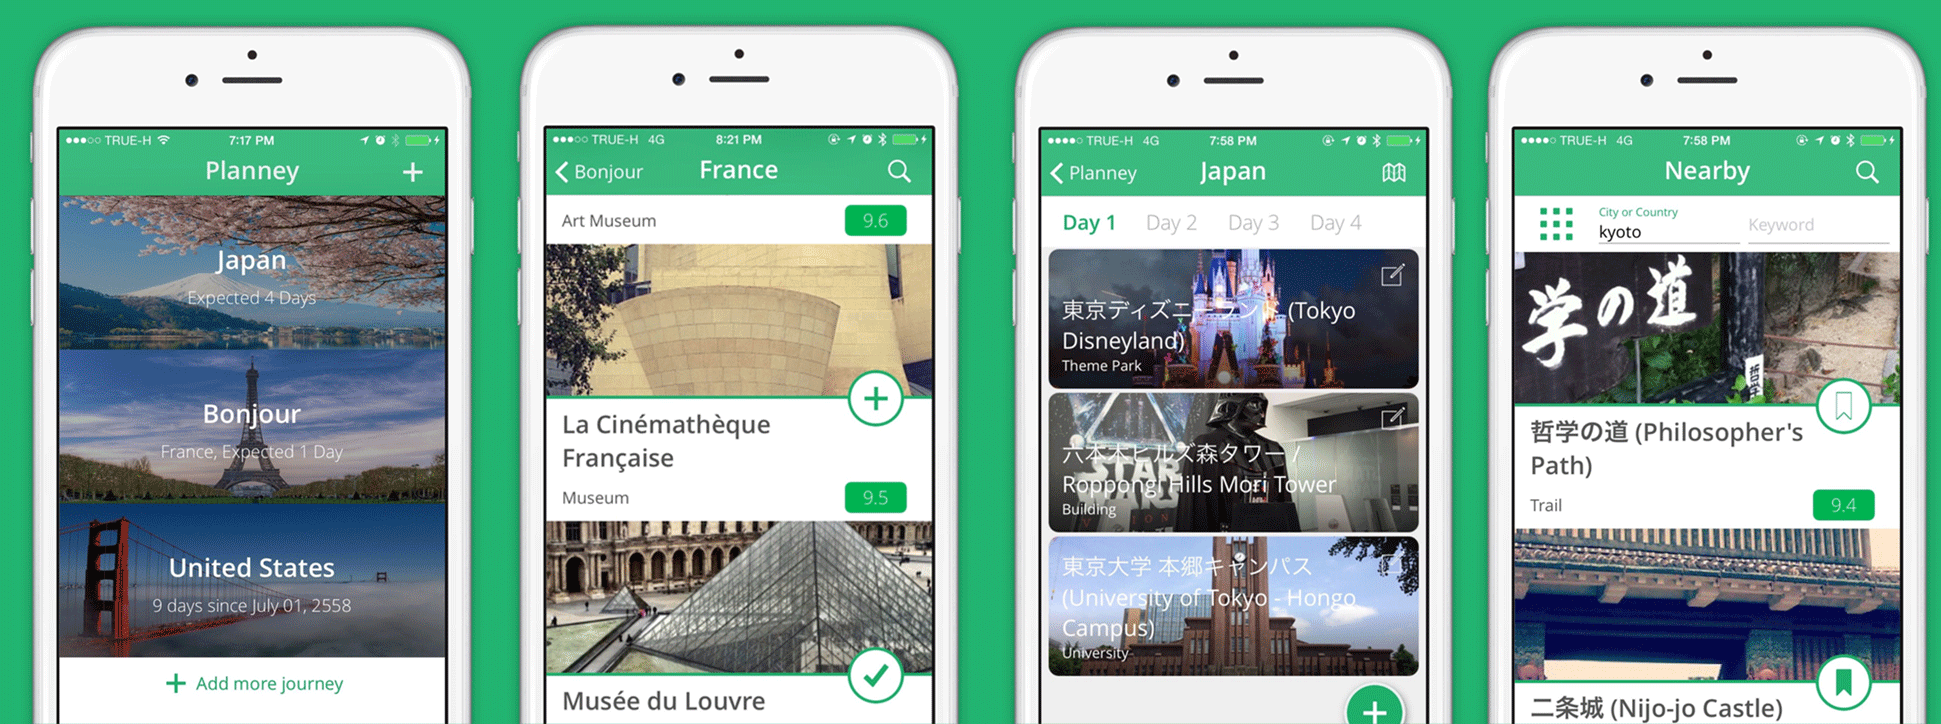 TRUE-H
7:17 PM
Planney
Japan
Expected 4 Days
Bonjour
France, Expected 1 Day
United States
9 days since July 01, 2558
Add more journey
TRUE-H 4G
8:21 PM
Bonjour
France
Art Museum
9.6
La Cinémathèque
Française
Museum
9.5
Musée du Louvre
TRUE-H 4G
7:58 PM
Planney
Japan
Day 1
Day 2
Day 3
Day 4
東京ディズニーランド (Tokyo
Disneyland)
Theme Park
STAR
六本木ヒルズ森タワー /
Roppongi Hills Mori Tower
Building
東京大学 本郷キャンパス
(University of Tokyo - Hongo
Campus)
University
TRUE-H 4G
7:58 PM
Nearby
City or Country
kyoto
Keyword
学の道
哲学の道 (Philosopher's
Path)
Trail
9.4
二条城 (Nijo-jo Castle)